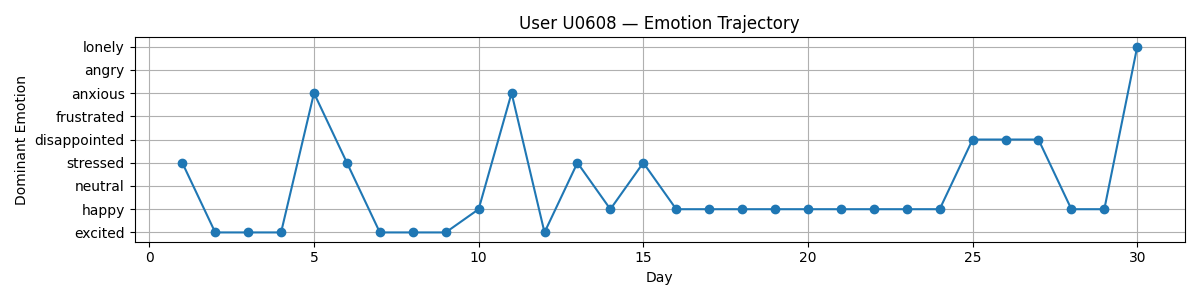 User U0608 — Emotion Trajectory
Dominant Emotion
lonely
angry
anxious
frustrated
disappointed
stressed
neutral
happy
excited
0 5 10 15 20 25 30
Day